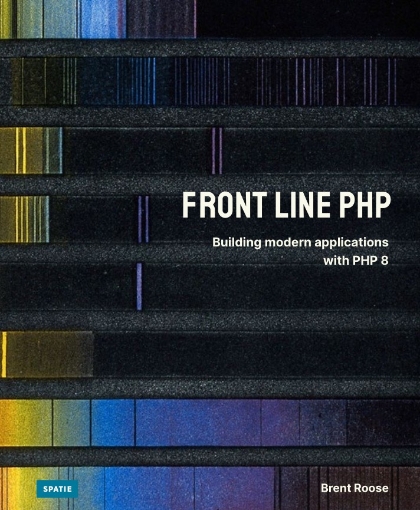 FRONT LINE PHP
Building modern applications
with PHP 8
SPATIE
Brent Roose